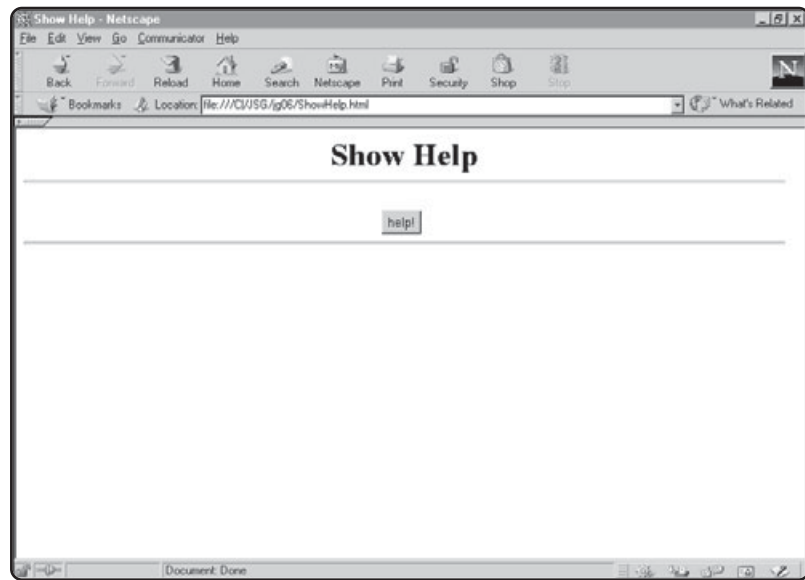 Show Help - Netscape
File Edit View Go Communicator Help
Back Forward Reload Home Search Netscape Print Security Shop Stop
Bookmarks Location: file:///C|/JSG/jg06/ShowHelp.html What's Related
N
Show Help
help!
Document: Done